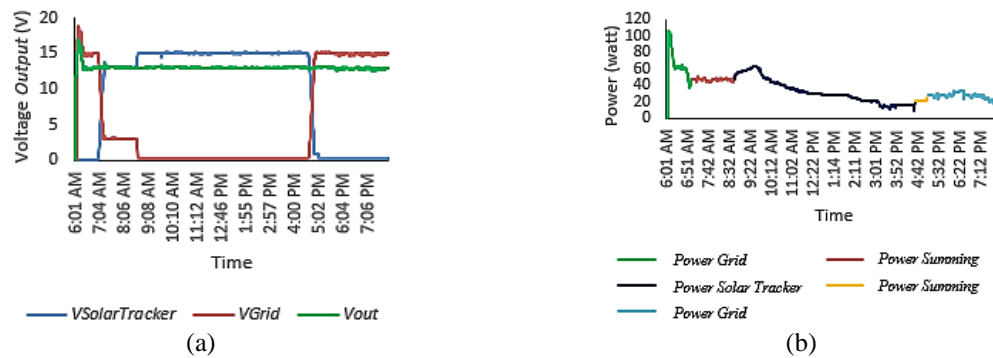 Voltage Output (V)
20
15
10
5
0
6:01 AM
7:04 AM
8:06 AM
9:08 AM
10:10 AM
11:12 AM
12:46 PM
1:55 PM
2:57 PM
4:00 PM
5:02 PM
6:04 PM
7:06 PM
Time
VSolarTracker
VGrid
Vout
(a)
Power (watt)
120
100
80
60
40
20
0
6:01 AM
6:51 AM
7:42 AM
8:32 AM
9:22 AM
10:12 AM
11:02 AM
12:22 PM
1:14 PM
2:11 PM
3:01 PM
3:52 PM
4:42 PM
5:32 PM
6:22 PM
7:12 PM
Time
Power Grid
Power Summing
Power Solar Tracker
Power Summing
Power Grid
(b)